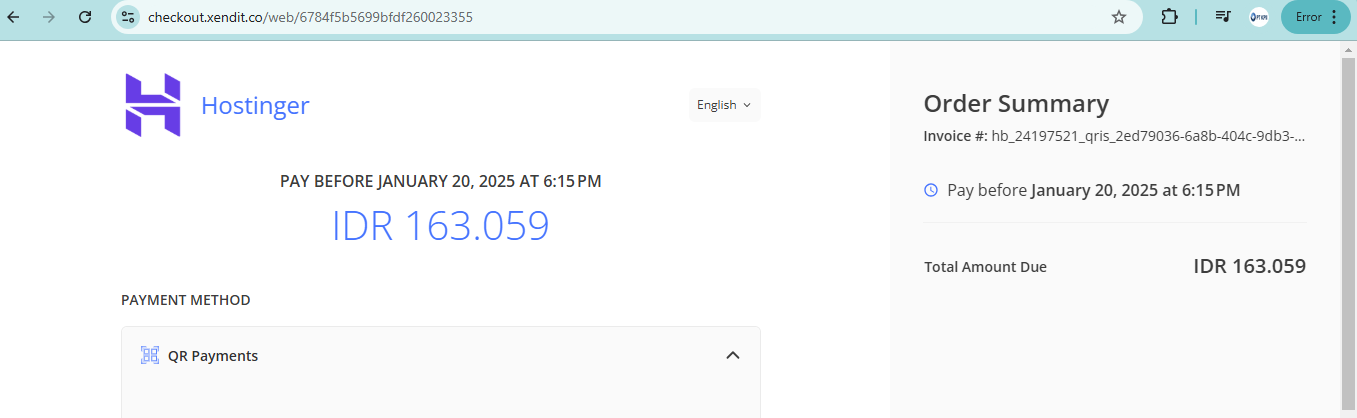 checkout.xendit.co/web/6784f5b5699bfdf260023355
Error
Hostinger
English
PAY BEFORE JANUARY 20, 2025 AT 6:15 PM
IDR 163.059
PAYMENT METHOD
QR Payments
Order Summary
Invoice #: hb_24197521_qris_2ed79036-6a8b-404c-9db3-...
Pay before January 20, 2025 at 6:15 PM
Total Amount Due IDR 163.059